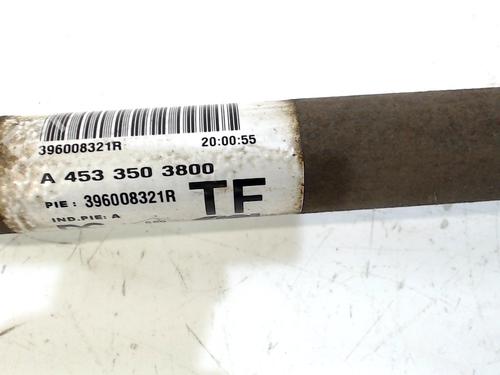 396008321R 20:00:55
A 453 350 3800
PIE : 396008321R TF
IND.PIE: A